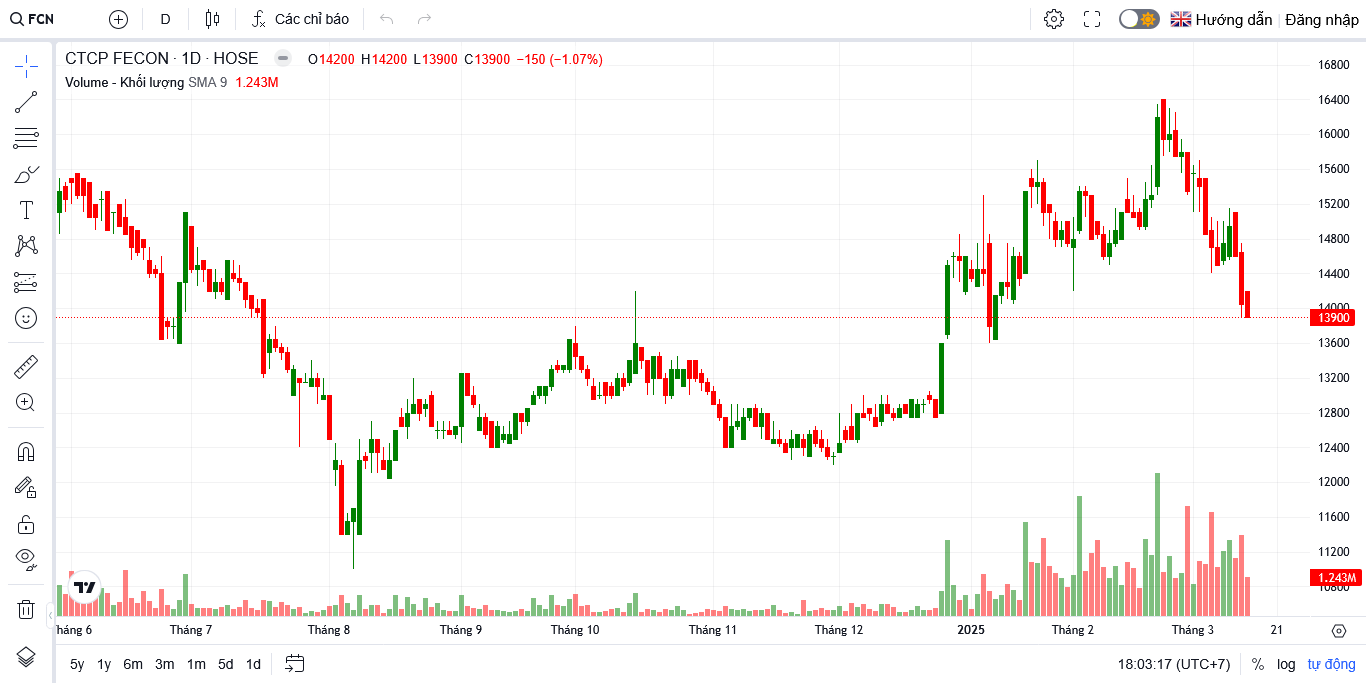 FCN D Các chỉ báo Hướng dẫn Đăng nhập
CTCP FECON · 1D · HOSE O14200 H14200 L13900 C13900 −150 (−1.07%)
Volume - Khối lượng SMA 9 1.243M
16800
16400
16000
15600
15200
14800
14400
14000
13900
13600
13200
12800
12400
12000
11600
11200
1.243M
10800
háng 6 Tháng 7 Tháng 8 Tháng 9 Tháng 10 Tháng 11 Tháng 12 2025 Tháng 2 Tháng 3 21
5y 1y 6m 3m 1m 5d 1d 18:03:17 (UTC+7) % log tự động